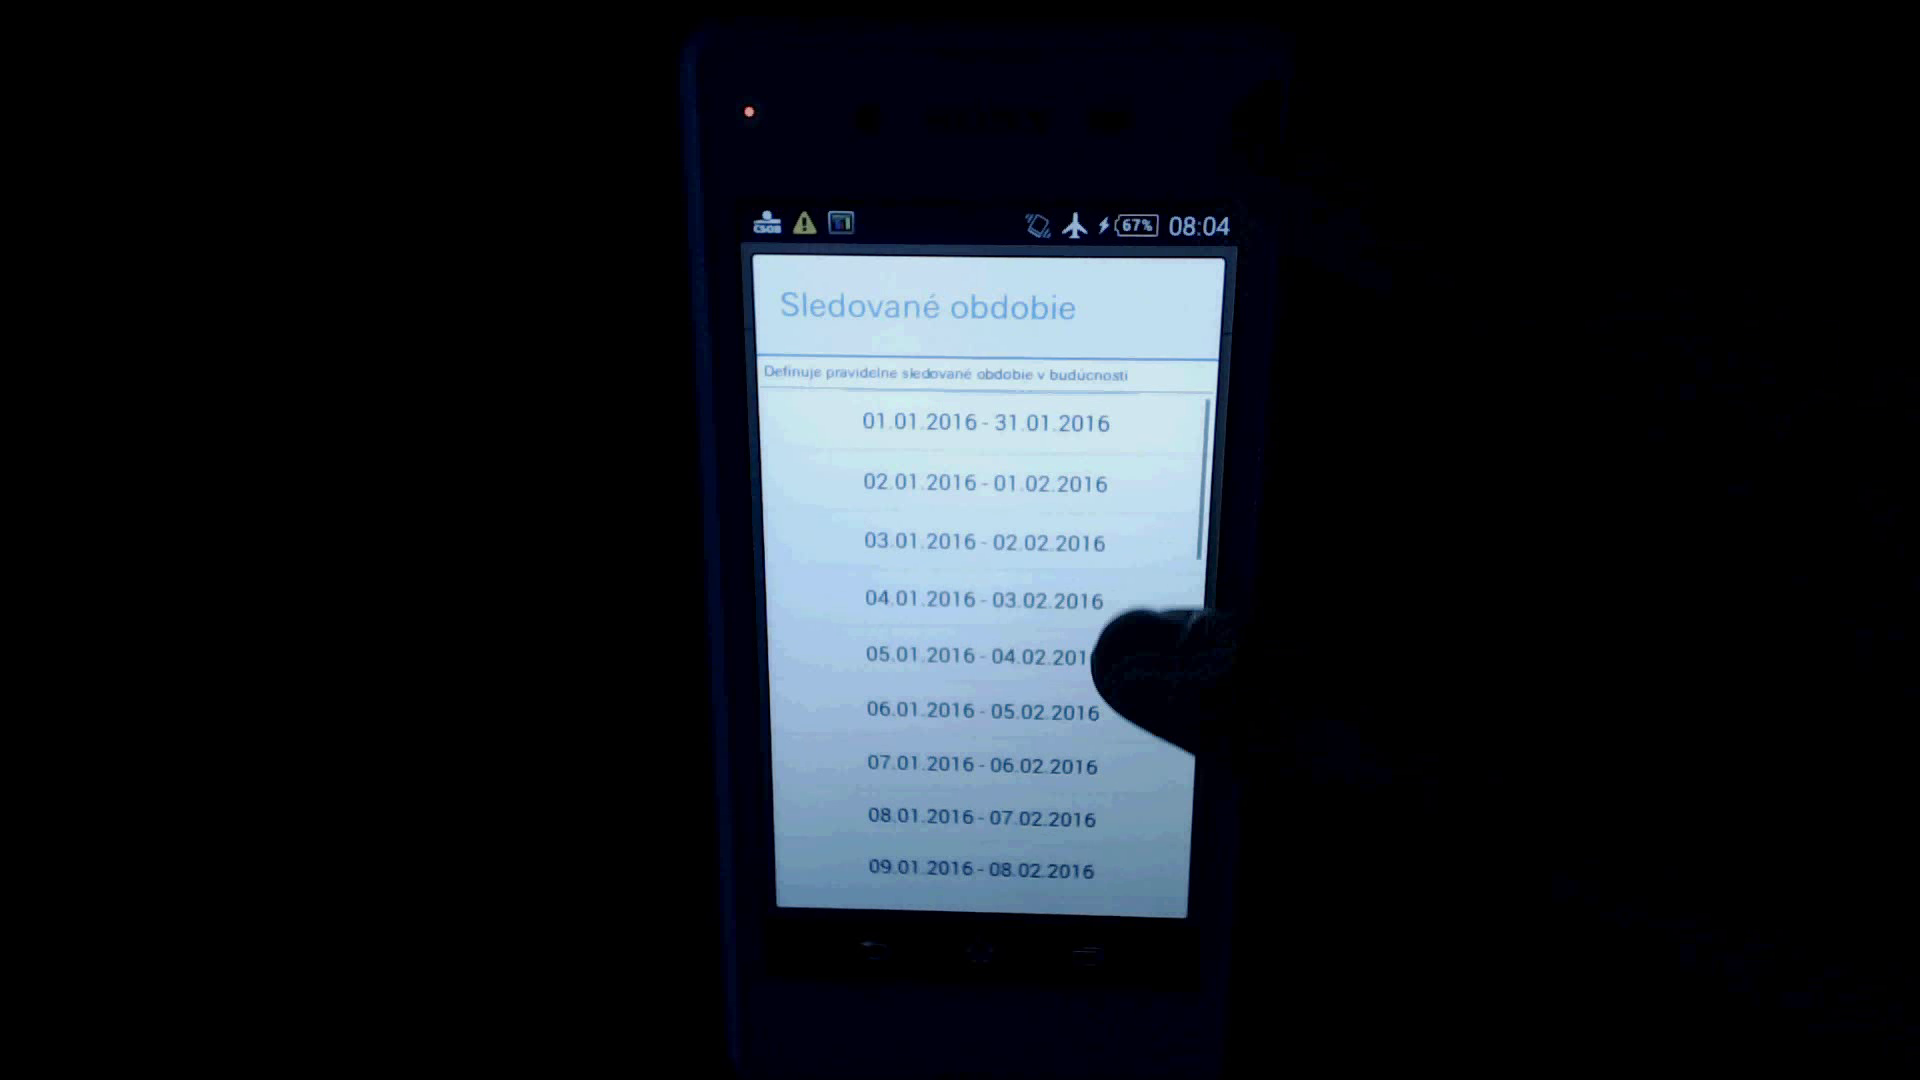 ČSOB 67% 08:04
Sledované obdobie
Definuje pravidelne sledované obdobie v budúcnosti
01.01.2016 - 31.01.2016
02.01.2016 - 01.02.2016
03.01.2016 - 02.02.2016
04.01.2016 - 03.02.2016
05.01.2016 - 04.02.201
06.01.2016 - 05.02.2016
07.01.2016 - 06.02.2016
08.01.2016 - 07.02.2016
09.01.2016 - 08.02.2016